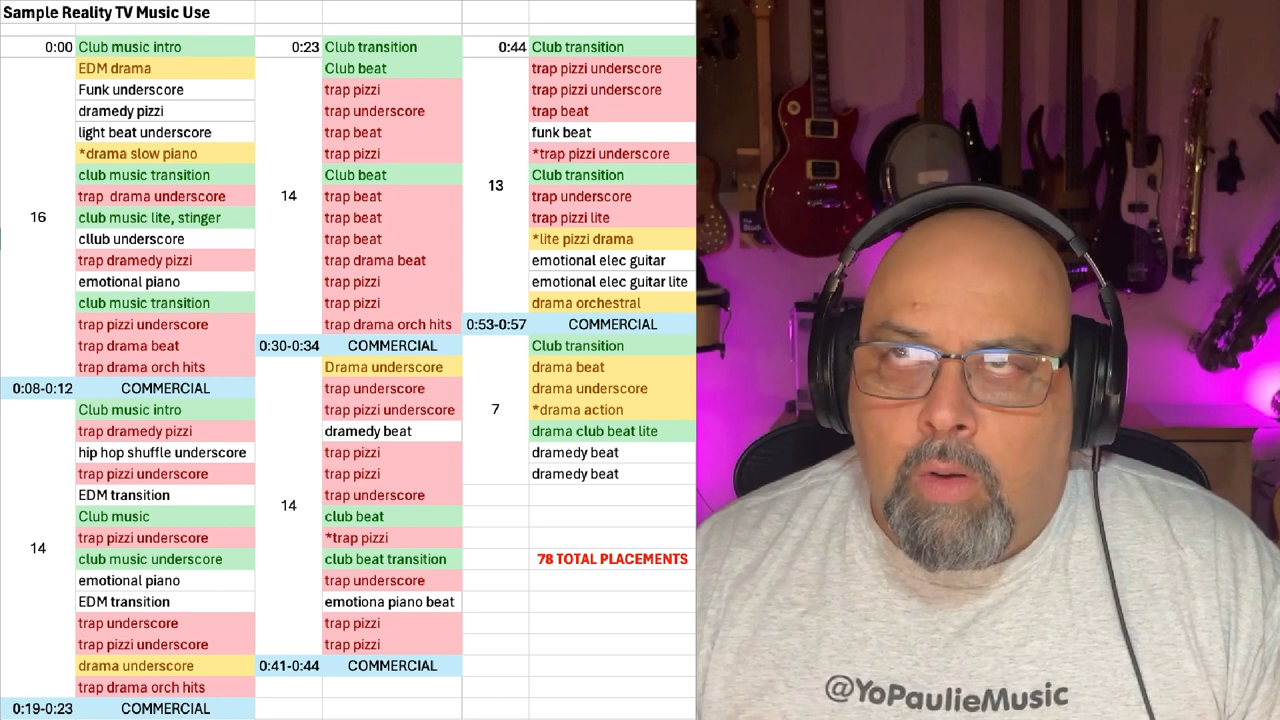 Sample Reality TV Music Use
0:00 Club music intro
EDM drama
Funk underscore
dramedy pizzi
light beat underscore
*drama slow piano
club music transition
trap drama underscore
16
club music lite, stinger
cllub underscore
trap dramedy pizzi
emotional piano
club music transition
trap pizzi underscore
trap drama beat
trap drama orch hits
0:08-0:12 COMMERCIAL
Club music intro
trap dramedy pizzi
hip hop shuffle underscore
trap pizzi underscore
EDM transition
Club music
trap pizzi underscore
14
club music underscore
emotional piano
EDM transition
trap underscore
trap pizzi underscore
drama underscore
trap drama orch hits
0:19-0:23 COMMERCIAL
0:23 Club transition
Club beat
trap pizzi
trap underscore
trap beat
trap pizzi
Club beat
14
trap beat
trap beat
trap beat
trap drama beat
trap pizzi
trap pizzi
trap drama orch hits
0:30-0:34 COMMERCIAL
Drama underscore
trap underscore
trap pizzi underscore
dramedy beat
trap pizzi
trap pizzi
trap underscore
14
club beat
*trap pizzi
club beat transition
trap underscore
emotiona piano beat
trap pizzi
trap pizzi
0:41-0:44 COMMERCIAL
0:44 Club transition
trap pizzi underscore
trap pizzi underscore
trap beat
funk beat
*trap pizzi underscore
Club transition
13
trap underscore
trap pizzi lite
*lite pizzi drama
emotional elec guitar
emotional elec guitar lite
drama orchestral
0:53-0:57 COMMERCIAL
Club transition
drama beat
drama underscore
7
*drama action
drama club beat lite
dramedy beat
dramedy beat
78 TOTAL PLACEMENTS
@YoPaulieMusic